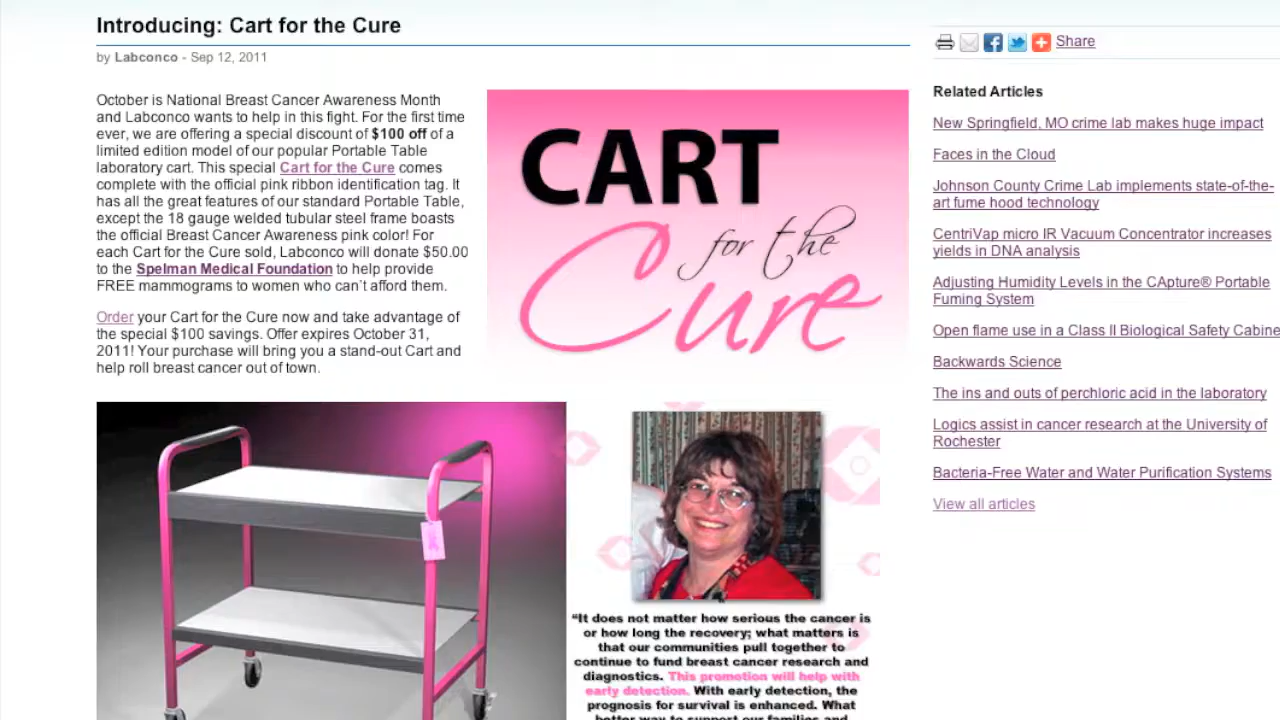 Introducing: Cart for the Cure
by Labconco - Sep 12, 2011
October is National Breast Cancer Awareness Month
and Labconco wants to help in this fight. For the first time
ever, we are offering a special discount of $100 off of a
limited edition model of our popular Portable Table
laboratory cart. This special Cart for the Cure comes
complete with the official pink ribbon identification tag. It
has all the great features of our standard Portable Table,
except the 18 gauge welded tubular steel frame boasts
the official Breast Cancer Awareness pink color! For
each Cart for the Cure sold, Labconco will donate $50.00
to the Spelman Medical Foundation to help provide
FREE mammograms to women who can't afford them.
Order your Cart for the Cure now and take advantage of
the special $100 savings. Offer expires October 31,
2011! Your purchase will bring you a stand-out Cart and
help roll breast cancer out of town.
CART
for the
Cure
"It does not matter how serious the cancer is
or how long the recovery; what matters is
that our communities pull together to
continue to fund breast cancer research and
diagnostics. This promotion will help with
early detection. With early detection, the
prognosis for survival is enhanced. What
better way to support our families and
Share
Related Articles
New Springfield, MO crime lab makes huge impact
Faces in the Cloud
Johnson County Crime Lab implements state-of-the-
art fume hood technology
CentriVap micro IR Vacuum Concentrator increases
yields in DNA analysis
Adjusting Humidity Levels in the CApture® Portable
Fuming System
Open flame use in a Class II Biological Safety Cabine
Backwards Science
The ins and outs of perchloric acid in the laboratory
Logics assist in cancer research at the University of
Rochester
Bacteria-Free Water and Water Purification Systems
View all articles